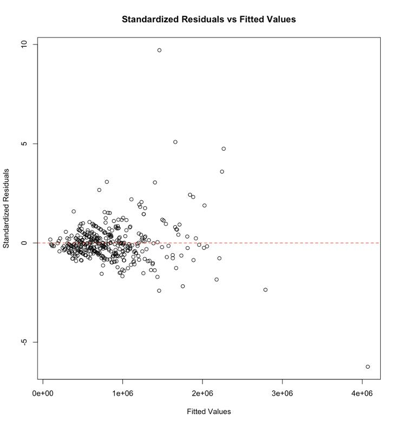 Standardized Residuals vs Fitted Values
10
5
0
-5
Standardized Residuals
0e+00 1e+06 2e+06 3e+06 4e+06
Fitted Values